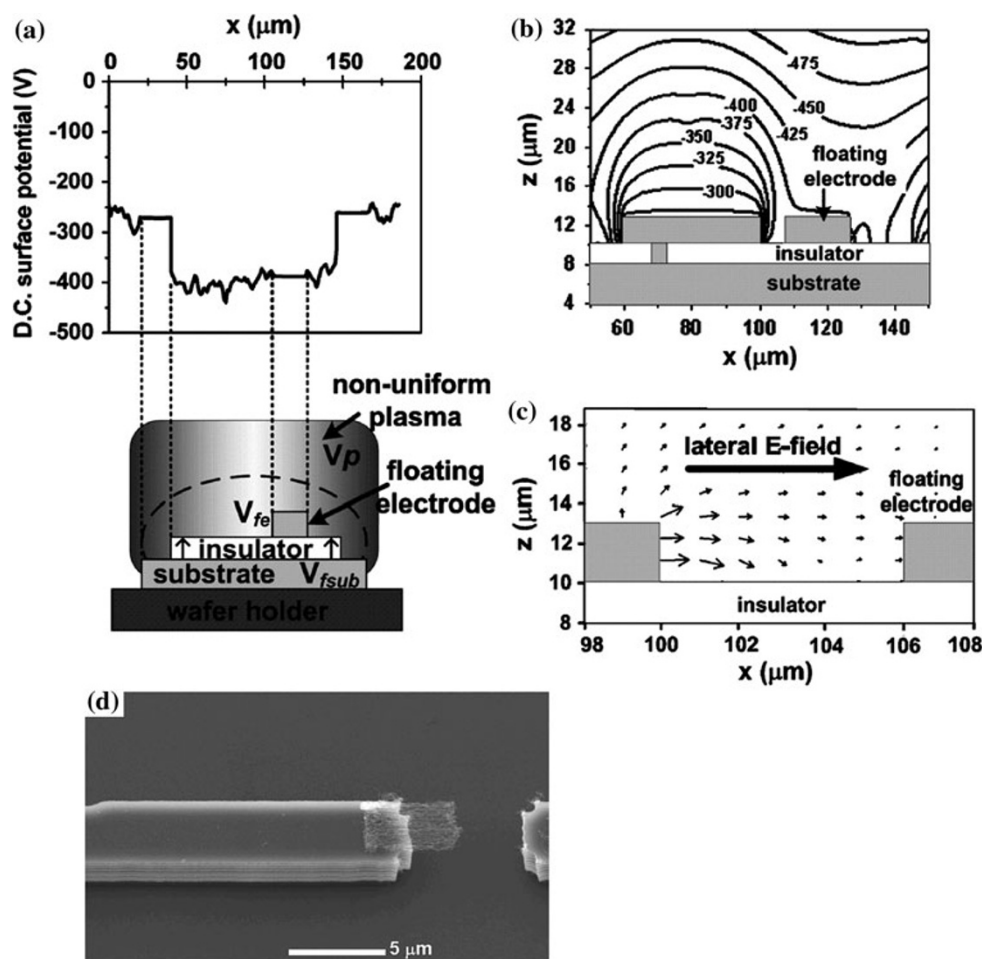 (a)
x (μm)
0 50 100 150 200
D.C. surface potential (V)
0
-100
-200
-300
-400
-500
non-uniform
plasma
Vp
floating
electrode
Vfe
insulator
substrate Vfsub
wafer holder
(b)
z (μm)
32
28
24
20
16
12
8
4
-475
-450
-400
-425
-375
-350
-325
-300
floating
electrode
insulator
substrate
60 80 100 120 140
x (μm)
(c)
z (μm)
18
16
14
12
10
8
lateral E-field
floating
electrode
insulator
98 100 102 104 106 108
x (μm)
(d)
5 μm